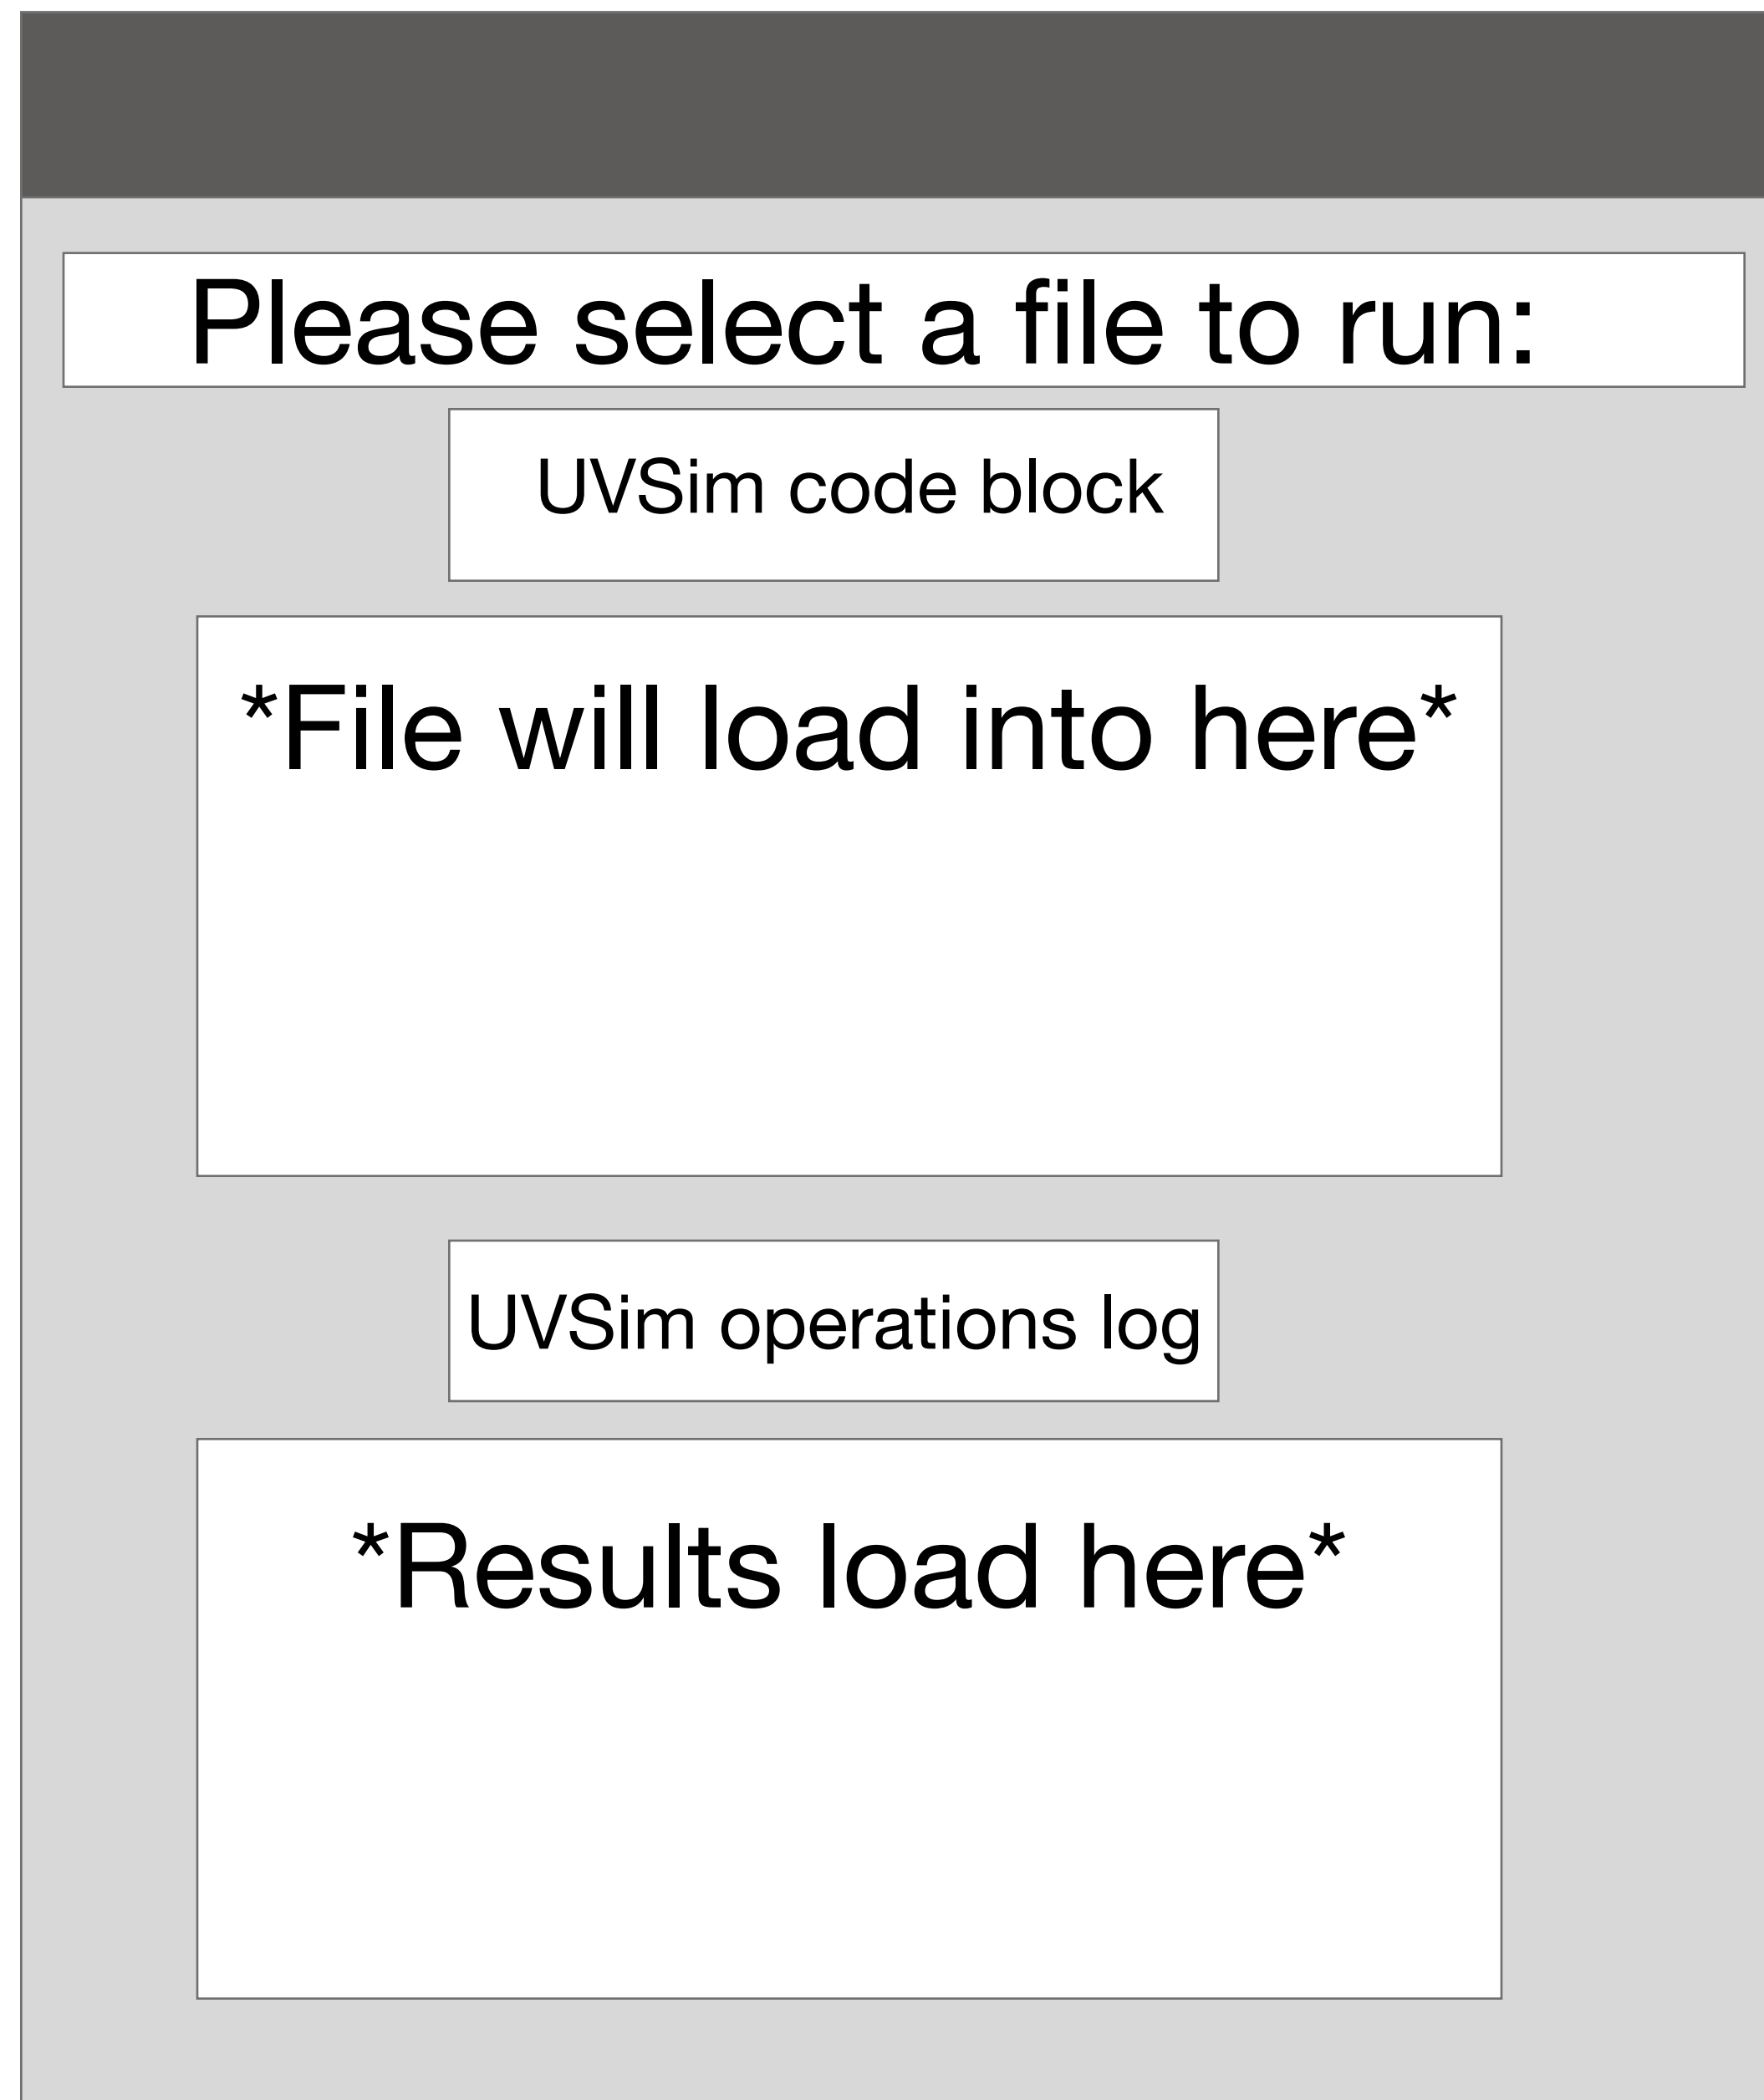 Please select a file to run:
UVSim code block
*File will load into here*
UVSim operations log
*Results load here*